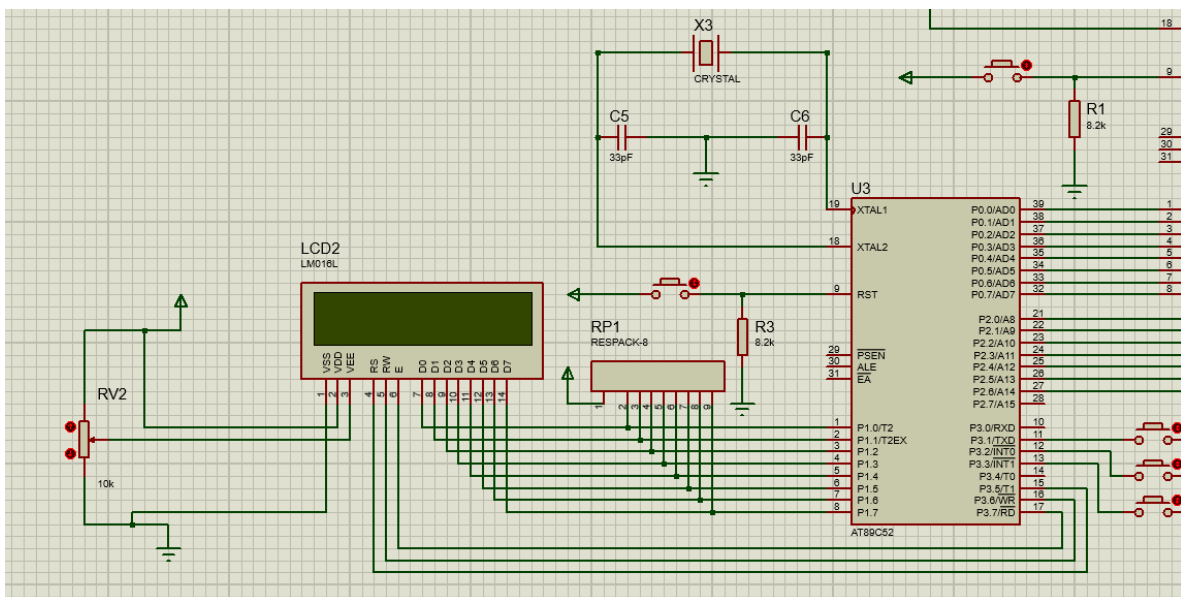 X3
CRYSTAL
C5
33pF
C6
33pF
18
9
R1
8.2k
29
30
31
U3
19
XTAL1
18
XTAL2
9
RST
29
PSEN
30
ALE
31
EA
1
P1.0/T2
2
P1.1/T2EX
3
P1.2
4
P1.3
5
P1.4
6
P1.5
7
P1.6
8
P1.7
P0.0/AD0
39
P0.1/AD1
38
P0.2/AD2
37
P0.3/AD3
36
P0.4/AD4
35
P0.5/AD5
34
P0.6/AD6
33
P0.7/AD7
32
P2.0/A8
21
P2.1/A9
22
P2.2/A10
23
P2.3/A11
24
P2.4/A12
25
P2.5/A13
26
P2.6/A14
27
P2.7/A15
28
P3.0/RXD
10
P3.1/TXD
11
P3.2/INT0
12
P3.3/INT1
13
P3.4/T0
14
P3.5/T1
15
P3.6/WR
16
P3.7/RD
17
AT89C52
1
2
3
4
5
6
7
8
LCD2
LM016L
VSS
VDD
VEE
RS
RW
E
D0
D1
D2
D3
D4
D5
D6
D7
1
2
3
4
5
6
7
8
9
10
11
12
13
14
RP1
RESPACK-8
1
2
3
4
5
6
7
8
9
R3
8.2k
RV2
10k